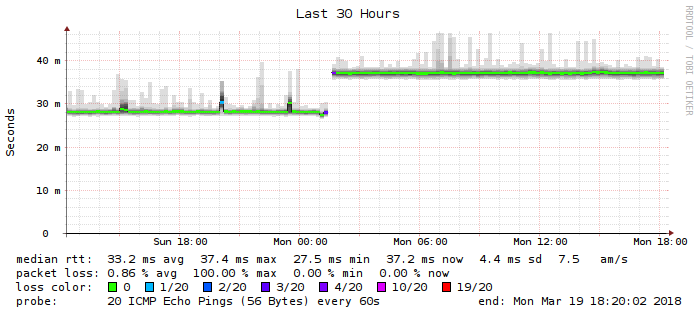 Last 30 Hours
RRDTOOL / TOBI OETIKER
Seconds
40 m
30 m
20 m
10 m
0
Sun 18:00 Mon 00:00 Mon 06:00 Mon 12:00 Mon 18:00
median rtt: 33.2 ms avg 37.4 ms max 27.5 ms min 37.2 ms now 4.4 ms sd 7.5 am/s
packet loss: 0.86 % avg 100.00 % max 0.00 % min 0.00 % now
loss color: 0 1/20 2/20 3/20 4/20 10/20 19/20
probe: 20 ICMP Echo Pings (56 Bytes) every 60s end: Mon Mar 19 18:20:02 2018